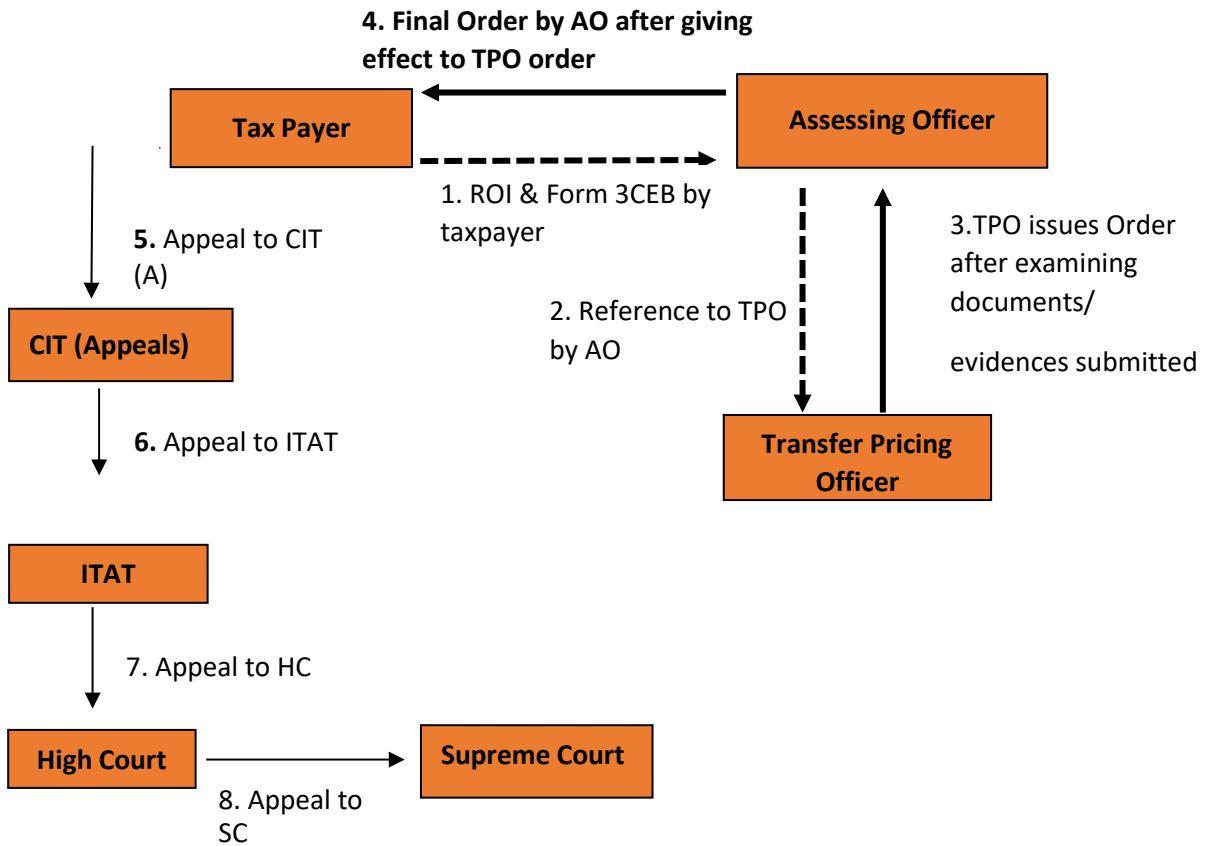 4. Final Order by AO after giving
effect to TPO order
Tax Payer
Assessing Officer
1. ROI & Form 3CEB by
taxpayer
5. Appeal to CIT
(A)
2. Reference to TPO
by AO
3.TPO issues Order
after examining
documents/
evidences submitted
CIT (Appeals)
6. Appeal to ITAT
Transfer Pricing
Officer
ITAT
7. Appeal to HC
High Court
Supreme Court
8. Appeal to
SC